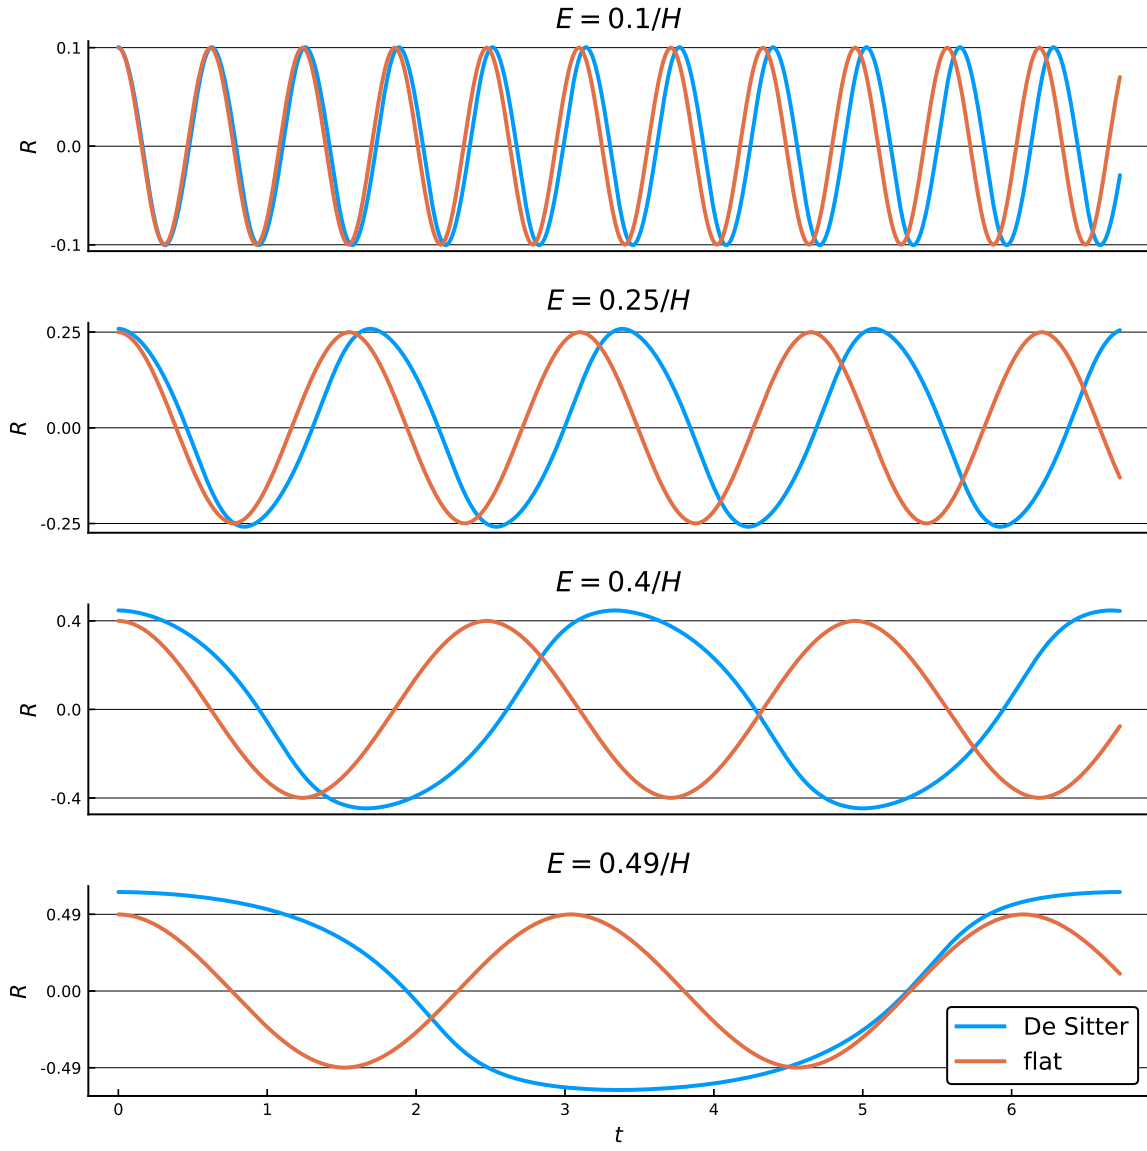 E = 0.1/H
0.1
0.0
-0.1
R
E = 0.25/H
0.25
0.00
-0.25
R
E = 0.4/H
0.4
0.0
-0.4
R
E = 0.49/H
0.49
0.00
-0.49
R
De Sitter
flat
0 1 2 3 4 5 6
t